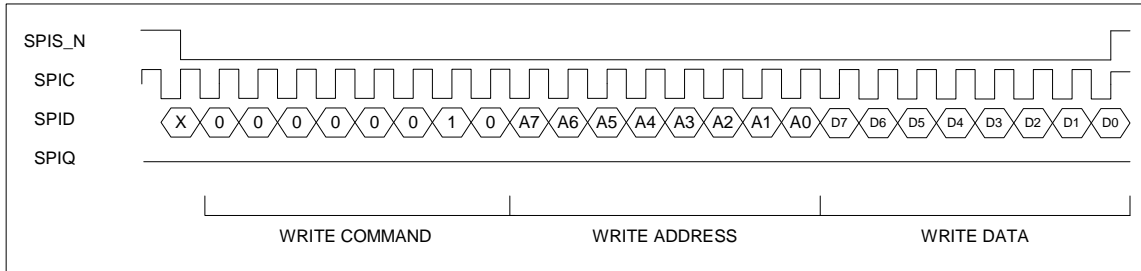 SPIS_N
SPIC
SPID X 0 0 0 0 0 0 1 0 A7 A6 A5 A4 A3 A2 A1 A0 D7 D6 D5 D4 D3 D2 D1 D0
SPIQ
WRITE COMMAND WRITE ADDRESS WRITE DATA